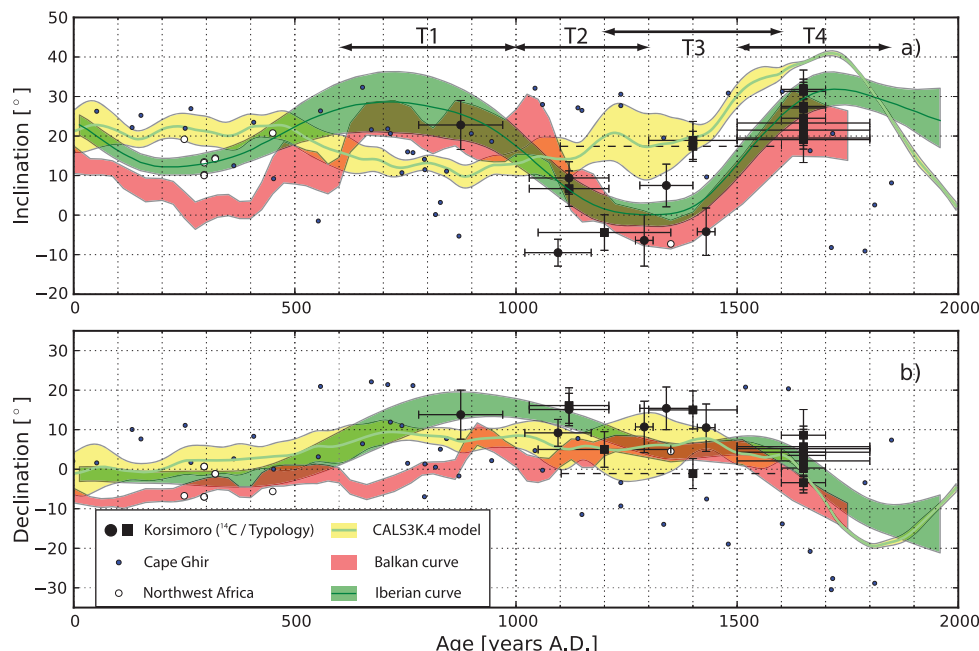 50
40
30
20
10
0
−10
−20
Inclination [°]
T1
T2
T3
T4
a)
0
500
1000
1500
2000
30
20
10
0
−10
−20
−30
Declination [°]
b)
Korsimoro (¹⁴C / Typology)
CALS3K.4 model
Cape Ghir
Balkan curve
Northwest Africa
Iberian curve
0
500
1000
1500
2000
Age [years A.D.]